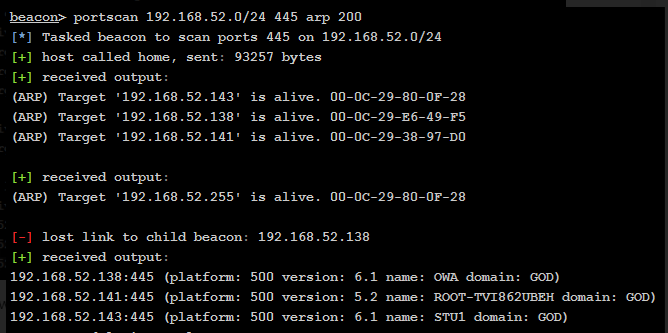 beacon> portscan 192.168.52.0/24 445 arp 200
[*] Tasked beacon to scan ports 445 on 192.168.52.0/24
[+] host called home, sent: 93257 bytes
[+] received output:
(ARP) Target '192.168.52.143' is alive. 00-0C-29-80-0F-28
(ARP) Target '192.168.52.138' is alive. 00-0C-29-E6-49-F5
(ARP) Target '192.168.52.141' is alive. 00-0C-29-38-97-D0
[+] received output:
(ARP) Target '192.168.52.255' is alive. 00-0C-29-80-0F-28
[-] lost link to child beacon: 192.168.52.138
[+] received output:
192.168.52.138:445 (platform: 500 version: 6.1 name: OWA domain: GOD)
192.168.52.141:445 (platform: 500 version: 5.2 name: ROOT-TVI862UBEH domain: GOD)
192.168.52.143:445 (platform: 500 version: 6.1 name: STU1 domain: GOD)